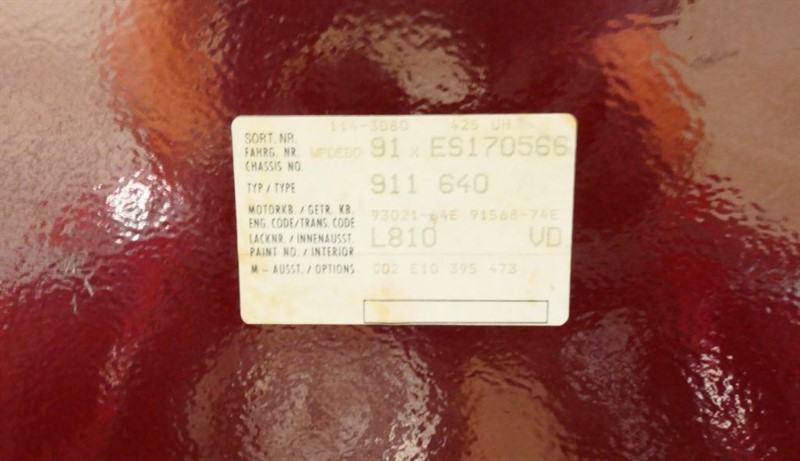 114-3080 425 UH
SORT. NR.
FAHRG. NR. WPOEBO 91 x ES170566
CHASSIS NO.
TYP / TYPE 911 640
MOTORKB. / GETR. KB. 93021-64E 91568-74E
ENG. CODE/TRANS. CODE
LACKNR. / INNENAUSST. L810 VD
PAINT NO. / INTERIOR
M – AUSST. / OPTIONS C02 E10 395 473